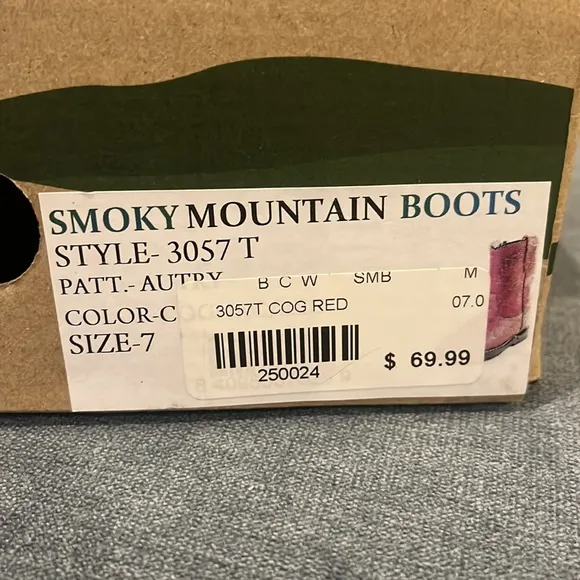 SMOKY MOUNTAIN BOOTS
STYLE- 3057 T
PATT.- AUTRY
COLOR-C
SIZE-7
B C W SMB M
3057T COG RED 07.0
250024
$ 69.99